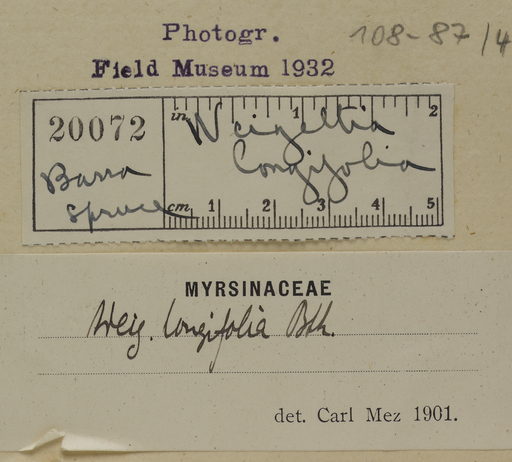 Photogr.
108-87/4
Field Museum 1932
20072
in. 1 2
Weigeltia
longifolia
Barra
Spruce
cm 1 2 3 4 5
MYRSINACEAE
Weig. longifolia Bth.
det. Carl Mez 1901.